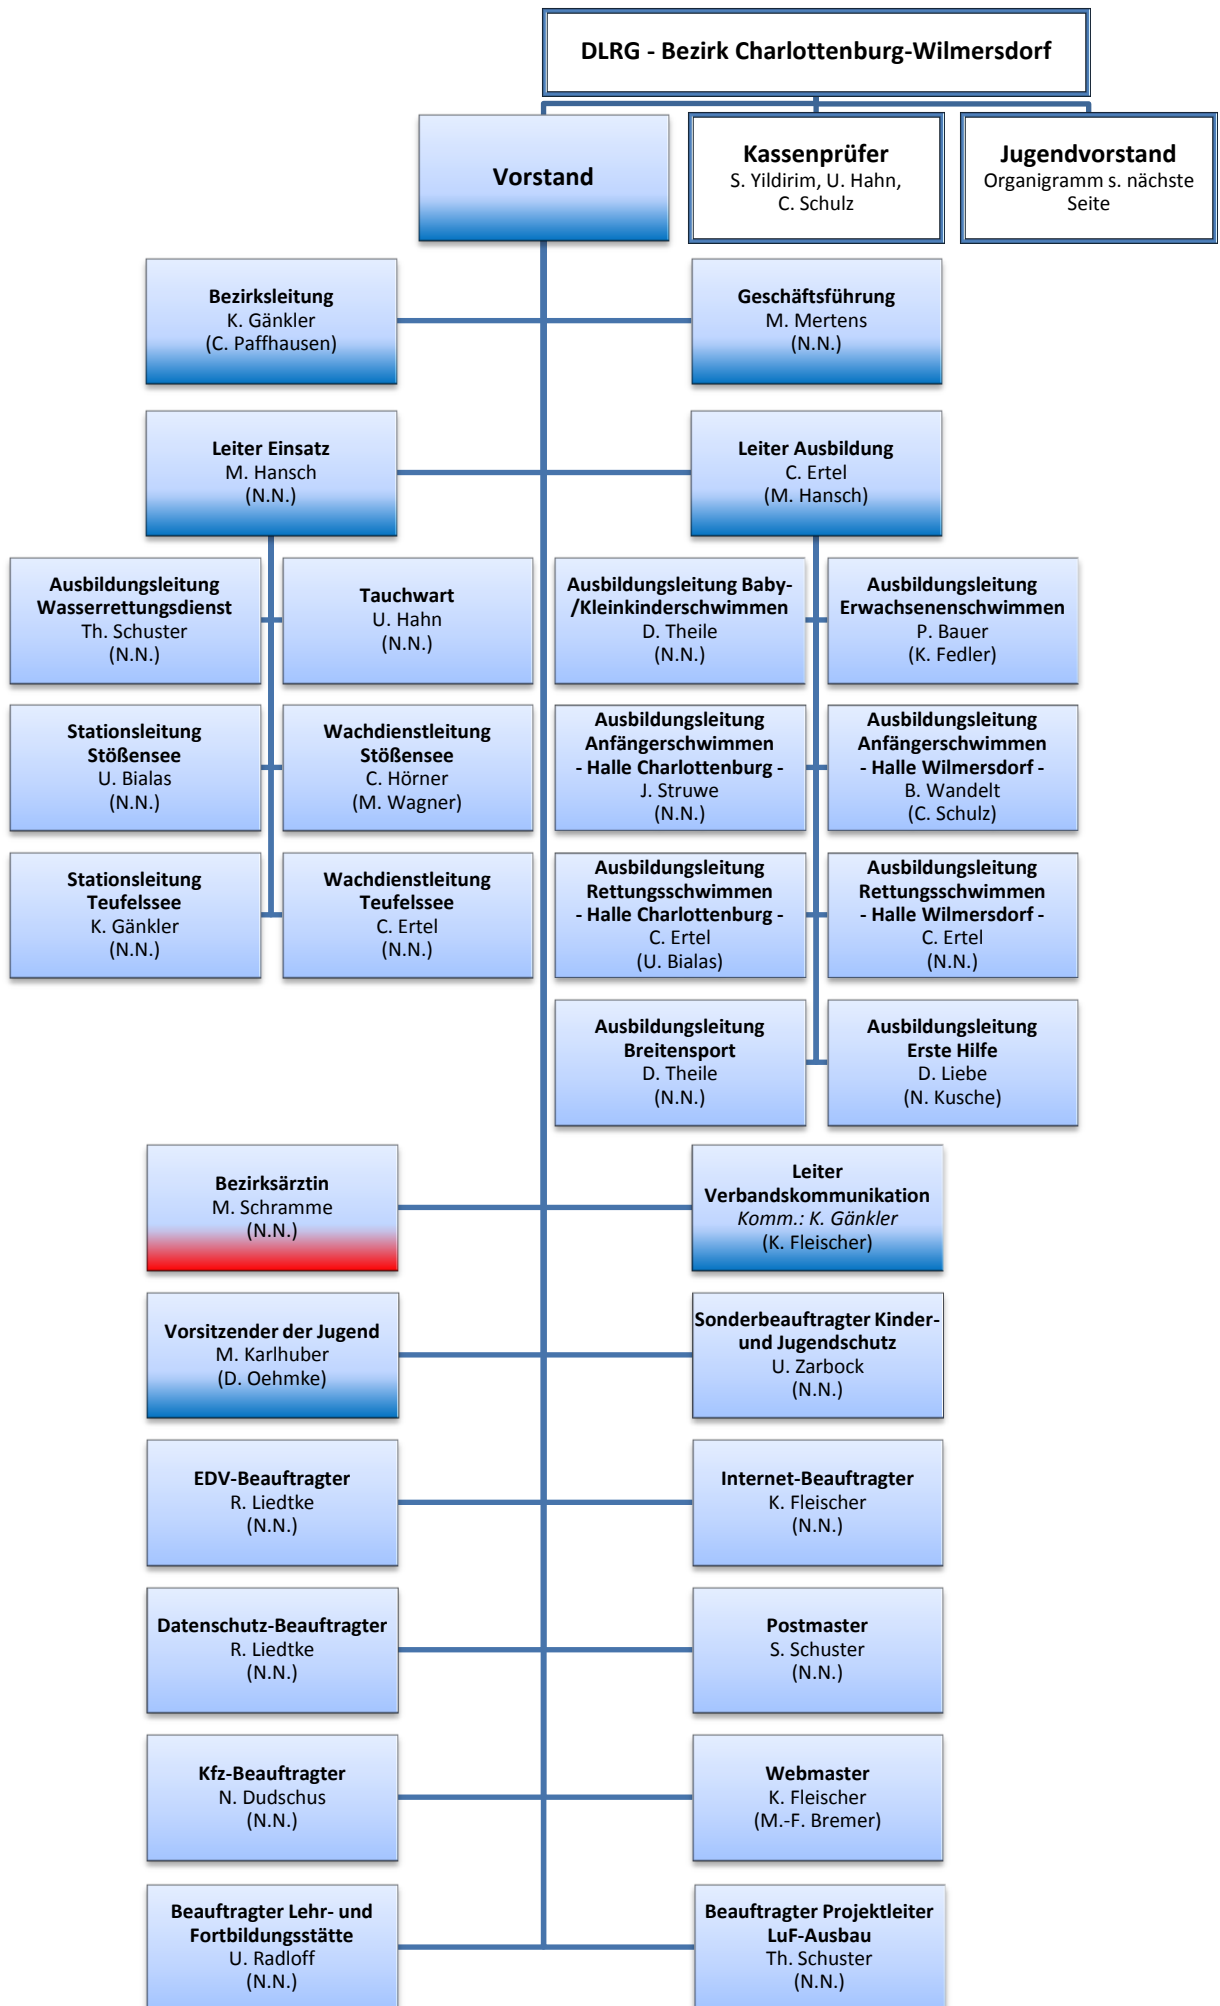 DLRG - Bezirk Charlottenburg-Wilmersdorf
Vorstand
Kassenprüfer
S. Yildirim, U. Hahn,
C. Schulz
Jugendvorstand
Organigramm s. nächste
Seite
Bezirksleitung
K. Gänkler
(C. Paffhausen)
Geschäftsführung
M. Mertens
(N.N.)
Leiter Einsatz
M. Hansch
(N.N.)
Leiter Ausbildung
C. Ertel
(M. Hansch)
Ausbildungsleitung
Wasserrettungsdienst
Th. Schuster
(N.N.)
Tauchwart
U. Hahn
(N.N.)
Ausbildungsleitung Baby-
/Kleinkinderschwimmen
D. Theile
(N.N.)
Ausbildungsleitung
Erwachsenenschwimmen
P. Bauer
(K. Fedler)
Stationsleitung
Stößensee
U. Bialas
(N.N.)
Wachdienstleitung
Stößensee
C. Hörner
(M. Wagner)
Ausbildungsleitung
Anfängerschwimmen
- Halle Charlottenburg -
J. Struwe
(N.N.)
Ausbildungsleitung
Anfängerschwimmen
- Halle Wilmersdorf -
B. Wandelt
(C. Schulz)
Stationsleitung
Teufelssee
K. Gänkler
(N.N.)
Wachdienstleitung
Teufelssee
C. Ertel
(N.N.)
Ausbildungsleitung
Rettungsschwimmen
- Halle Charlottenburg -
C. Ertel
(U. Bialas)
Ausbildungsleitung
Rettungsschwimmen
- Halle Wilmersdorf -
C. Ertel
(N.N.)
Ausbildungsleitung
Breitensport
D. Theile
(N.N.)
Ausbildungsleitung
Erste Hilfe
D. Liebe
(N. Kusche)
Bezirksärztin
M. Schramme
(N.N.)
Leiter
Verbandskommunikation
Komm.: K. Gänkler
(K. Fleischer)
Vorsitzender der Jugend
M. Karlhuber
(D. Oehmke)
Sonderbeauftragter Kinder-
und Jugendschutz
U. Zarbock
(N.N.)
EDV-Beauftragter
R. Liedtke
(N.N.)
Internet-Beauftragter
K. Fleischer
(N.N.)
Datenschutz-Beauftragter
R. Liedtke
(N.N.)
Postmaster
S. Schuster
(N.N.)
Kfz-Beauftragter
N. Dudschus
(N.N.)
Webmaster
K. Fleischer
(M.-F. Bremer)
Beauftragter Lehr- und
Fortbildungsstätte
U. Radloff
(N.N.)
Beauftragter Projektleiter
LuF-Ausbau
Th. Schuster
(N.N.)